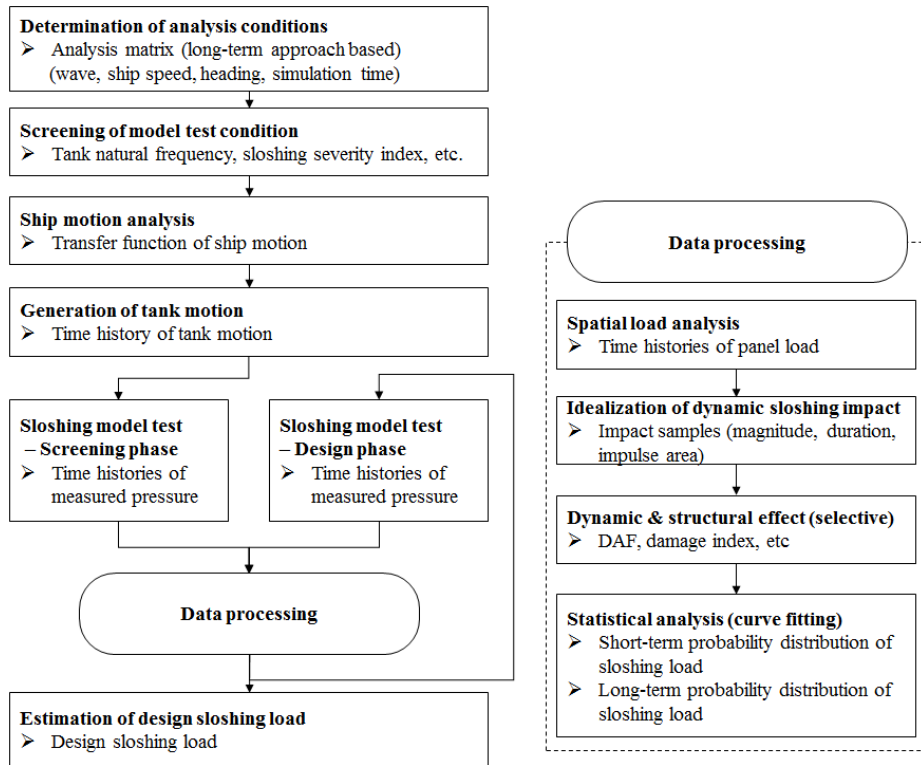 Determination of analysis conditions
➢ Analysis matrix (long-term approach based)
(wave, ship speed, heading, simulation time)
Screening of model test condition
➢ Tank natural frequency, sloshing severity index, etc.
Ship motion analysis
➢ Transfer function of ship motion
Generation of tank motion
➢ Time history of tank motion
Sloshing model test
– Screening phase
➢ Time histories of
measured pressure
Sloshing model test
– Design phase
➢ Time histories of
measured pressure
Data processing
Estimation of design sloshing load
➢ Design sloshing load
Data processing
Spatial load analysis
➢ Time histories of panel load
Idealization of dynamic sloshing impact
➢ Impact samples (magnitude, duration,
impulse area)
Dynamic & structural effect (selective)
➢ DAF, damage index, etc
Statistical analysis (curve fitting)
➢ Short-term probability distribution of
sloshing load
➢ Long-term probability distribution of
sloshing load